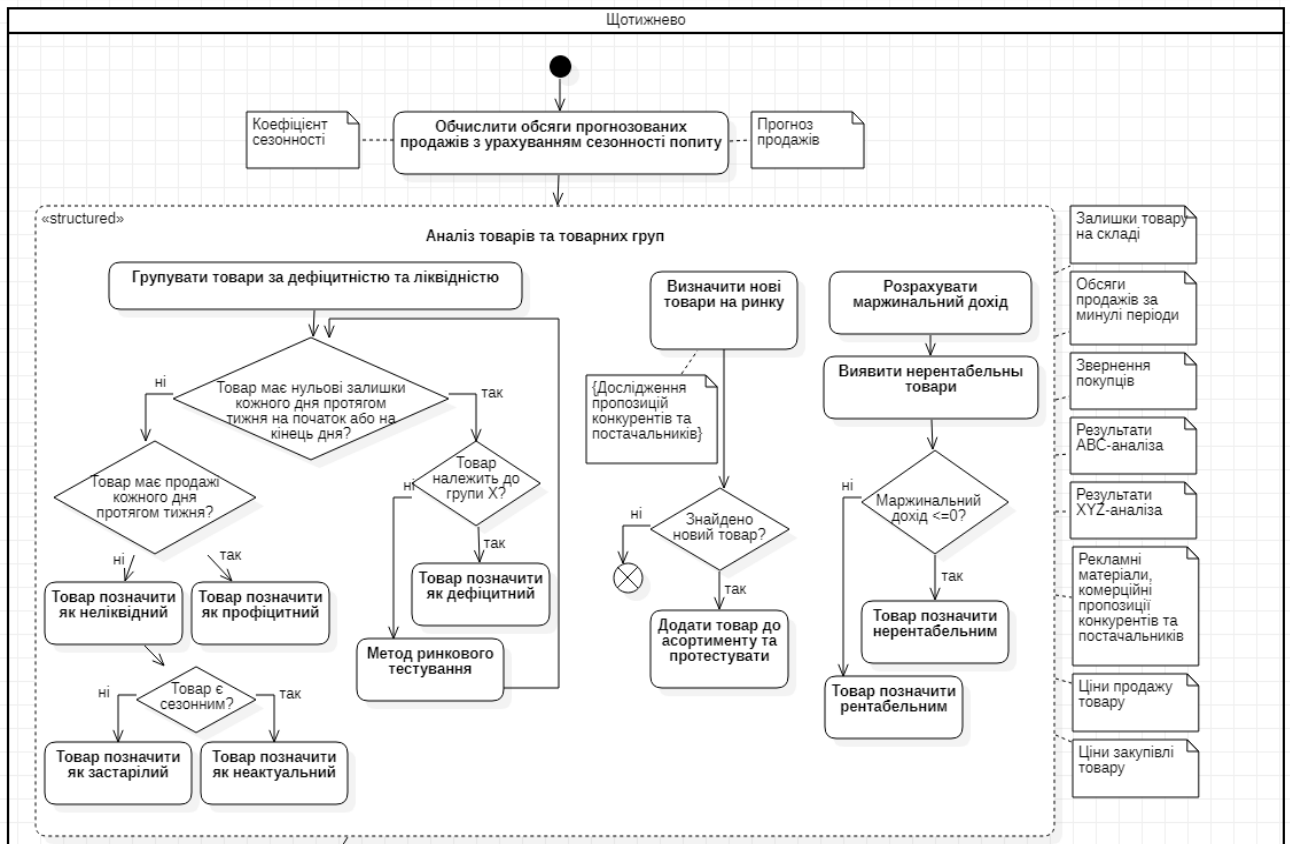 Щотижнево
Коефіцієнт
сезонності
Обчислити обсяги прогнозованих
продажів з урахуванням сезонності попиту
Прогноз
продажів
«structured»
Аналіз товарів та товарних груп
Групувати товари за дефіцитністю та ліквідністю
Товар має нульові залишки
кожного дня протягом
тижня на початок або на
кінець дня?
ні
так
Товар має продажі
кожного дня
протягом тижня?
ні
так
Товар позначити
як неліквідний
Товар позначити
як профіцитний
Товар є
сезонним?
ні
так
Товар позначити
як застарілий
Товар позначити
як неактуальний
Товар
належить до
групи X?
ні
так
Товар позначити
як дефіцитний
Метод ринкового
тестування
Визначити нові
товари на ринку
{Дослідження
пропозицій
конкурентів та
постачальників}
Знайдено
новий товар?
ні
так
Додати товар до
асортименту та
протестувати
Розрахувати
маржинальний дохід
Виявити нерентабельны
товари
Маржинальний
дохід <=0?
ні
так
Товар позначити
нерентабельним
Товар позначити
рентабельним
Залишки товару
на складі
Обсяги
продажів за
минулі періоди
Звернення
покупців
Результати
ABC-аналіза
Результати
XYZ-аналіза
Рекламні
матеріали,
комерційні
пропозиції
конкурентів та
постачальників
Ціни продажу
товару
Ціни закупівлі
товару